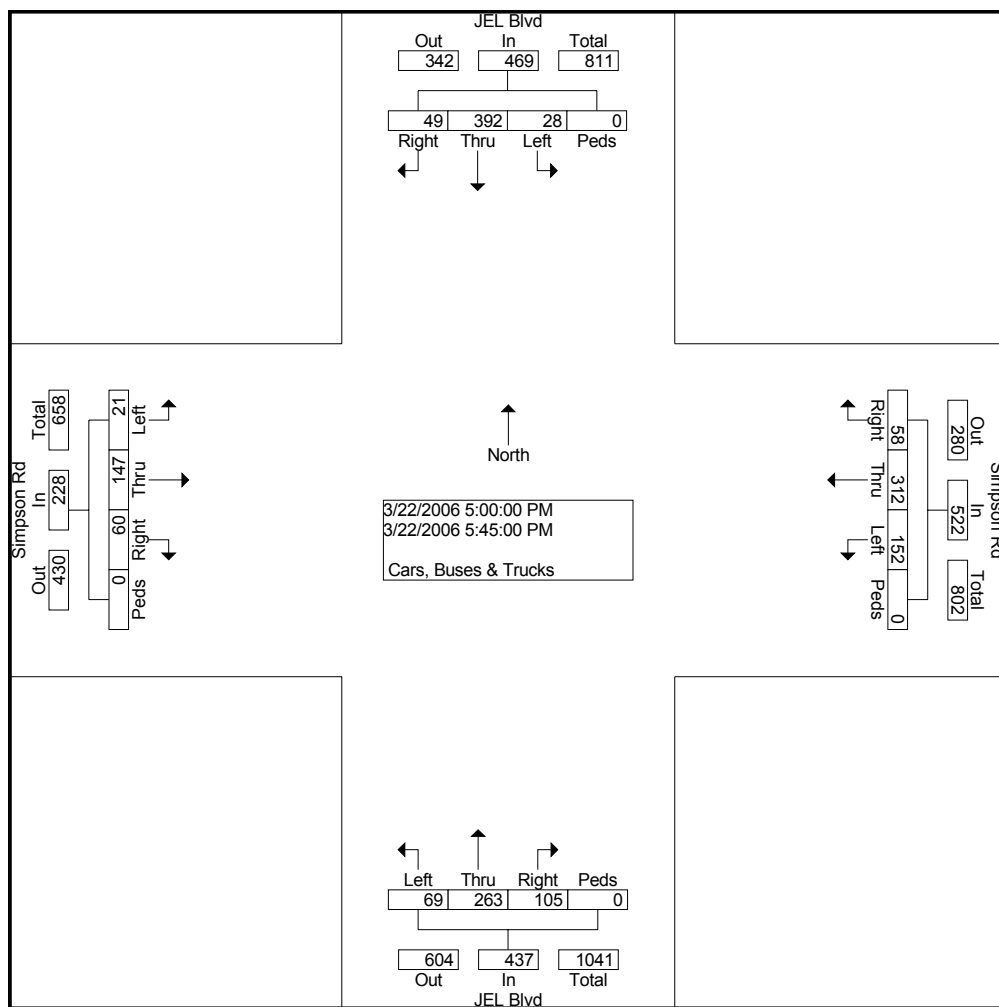 JEL Blvd
Out In Total
342 469 811
49 392 28 0
Right Thru Left Peds
Simpson Rd
Total In Out
658 228 430
21 147 60 0
Left Thru Right Peds
North
3/22/2006 5:00:00 PM
3/22/2006 5:45:00 PM
Cars, Buses & Trucks
Right Thru Left Peds
58 312 152 0
Out In Total
280 522 802
Simpson Rd
Left Thru Right Peds
69 263 105 0
604 437 1041
Out In Total
JEL Blvd